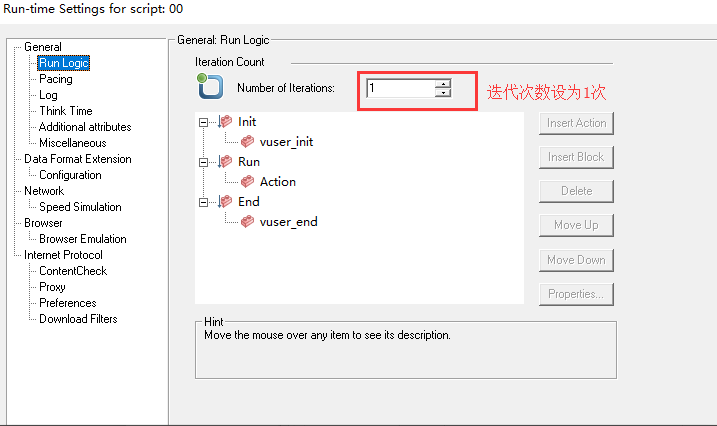 Run-time Settings for script: 00
General
Run Logic
Pacing
Log
Think Time
Additional attributes
Miscellaneous
Data Format Extension
Configuration
Network
Speed Simulation
Browser
Browser Emulation
Internet Protocol
ContentCheck
Proxy
Preferences
Download Filters
General: Run Logic
Iteration Count
Number of Iterations:
1
迭代次数设为1次
Init
vuser_init
Run
Action
End
vuser_end
Insert Action
Insert Block
Delete
Move Up
Move Down
Properties...
Hint
Move the mouse over any item to see its description.